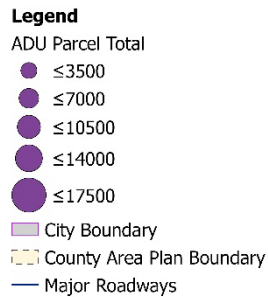 Legend
ADU Parcel Total
≤3500
≤7000
≤10500
≤14000
≤17500
City Boundary
County Area Plan Boundary
Major Roadways